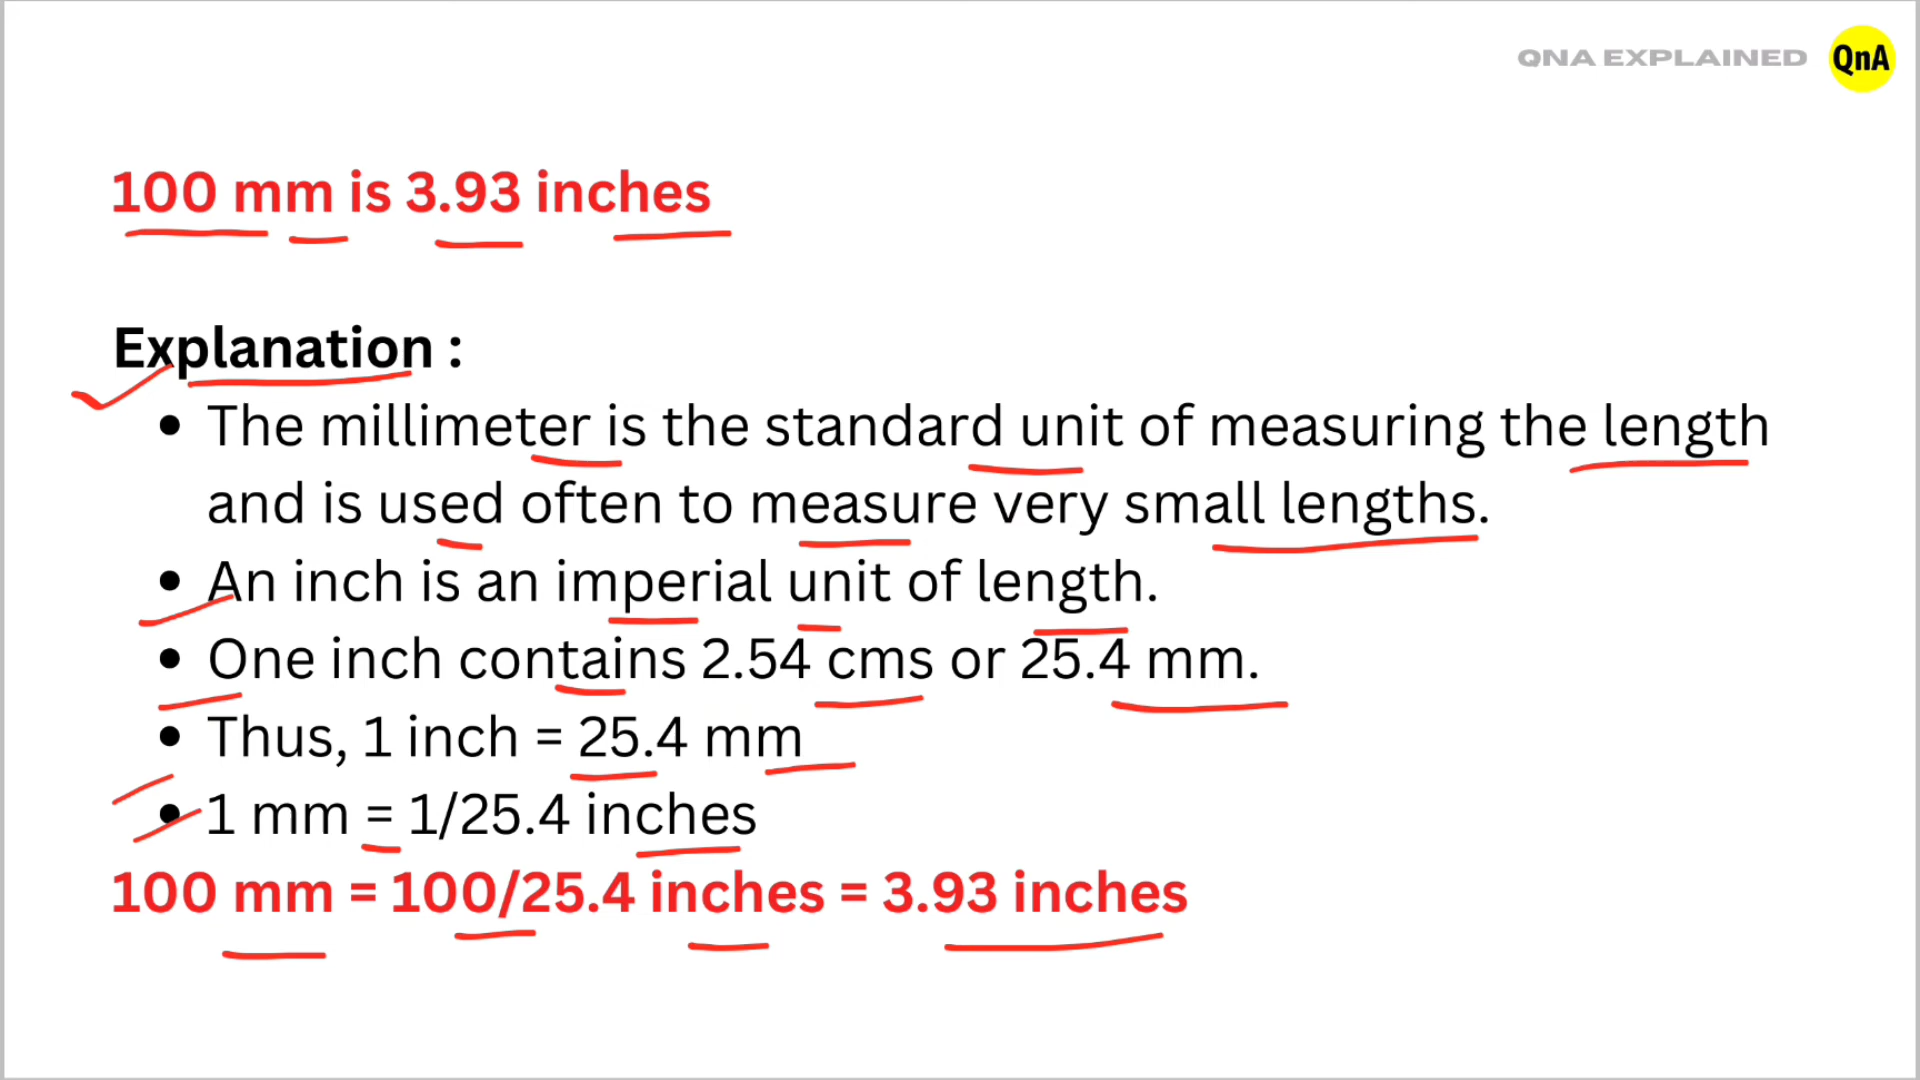 QNA EXPLAINED QnA
100 mm is 3.93 inches
Explanation :
• The millimeter is the standard unit of measuring the length
and is used often to measure very small lengths.
• An inch is an imperial unit of length.
• One inch contains 2.54 cms or 25.4 mm.
• Thus, 1 inch = 25.4 mm
• 1 mm = 1/25.4 inches
100 mm = 100/25.4 inches = 3.93 inches